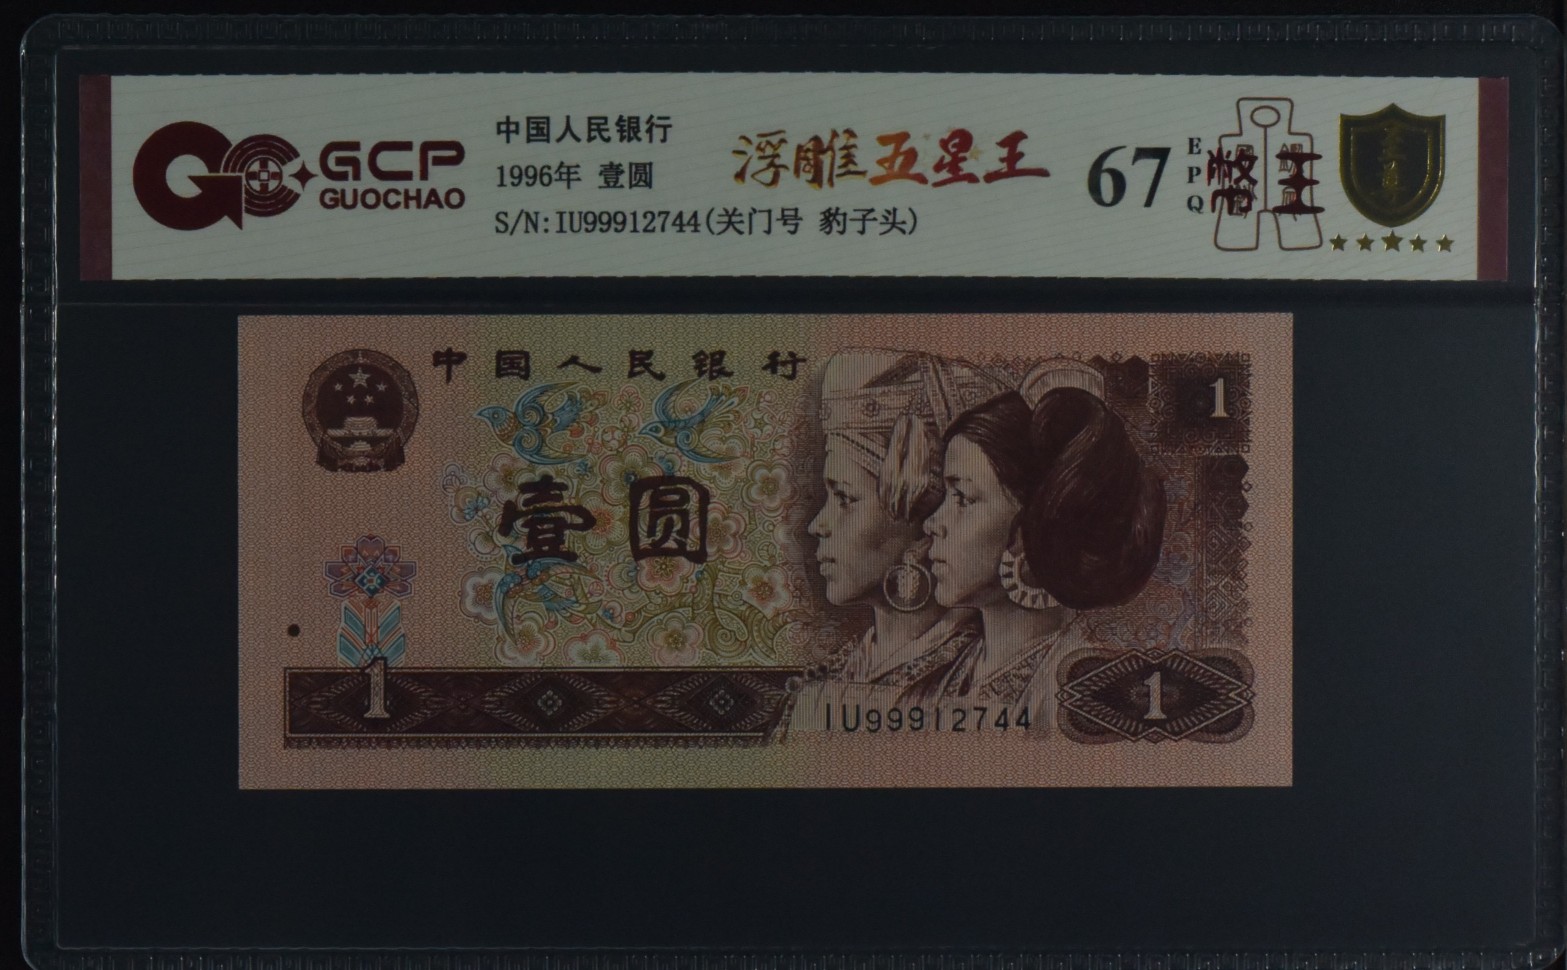 GCP
GUOCHAO
中国人民银行
1996年 壹圆
S/N:IU99912744(关门号 豹子头)
浮雕五星王
67
EPQ
中国人民银行
1
壹圆
1
IU99912744
1